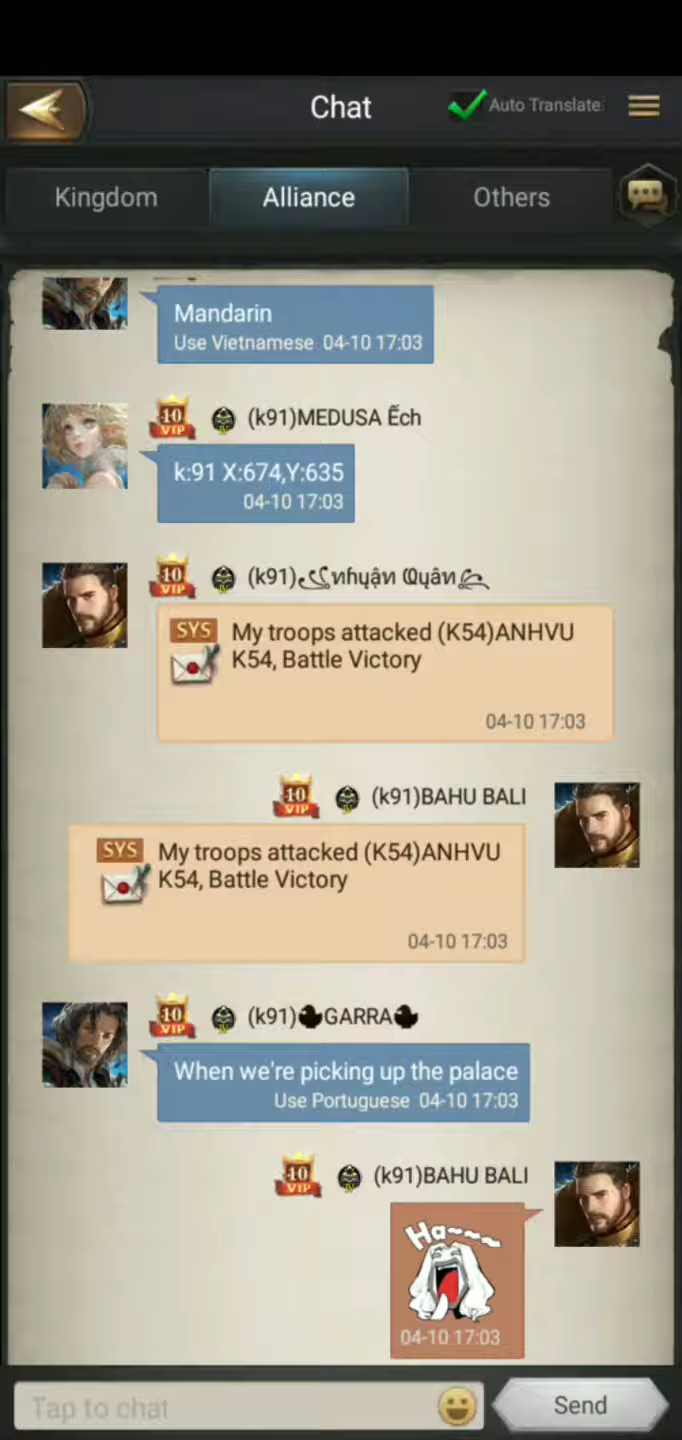 Chat
Auto Translate
Kingdom
Alliance
Others
Mandarin
Use Vietnamese 04-10 17:03
10
VIP
(k91)MEDUSA Ếch
k:91 X:674,Y:635
04-10 17:03
10
VIP
(k91)
SYS
My troops attacked (K54)ANHVU
K54, Battle Victory
04-10 17:03
10
VIP
(k91)BAHU BALI
SYS
My troops attacked (K54)ANHVU
K54, Battle Victory
04-10 17:03
10
VIP
(k91)GARRA
When we're picking up the palace
Use Portuguese 04-10 17:03
10
VIP
(k91)BAHU BALI
Ha~~~
04-10 17:03
Tap to chat
Send